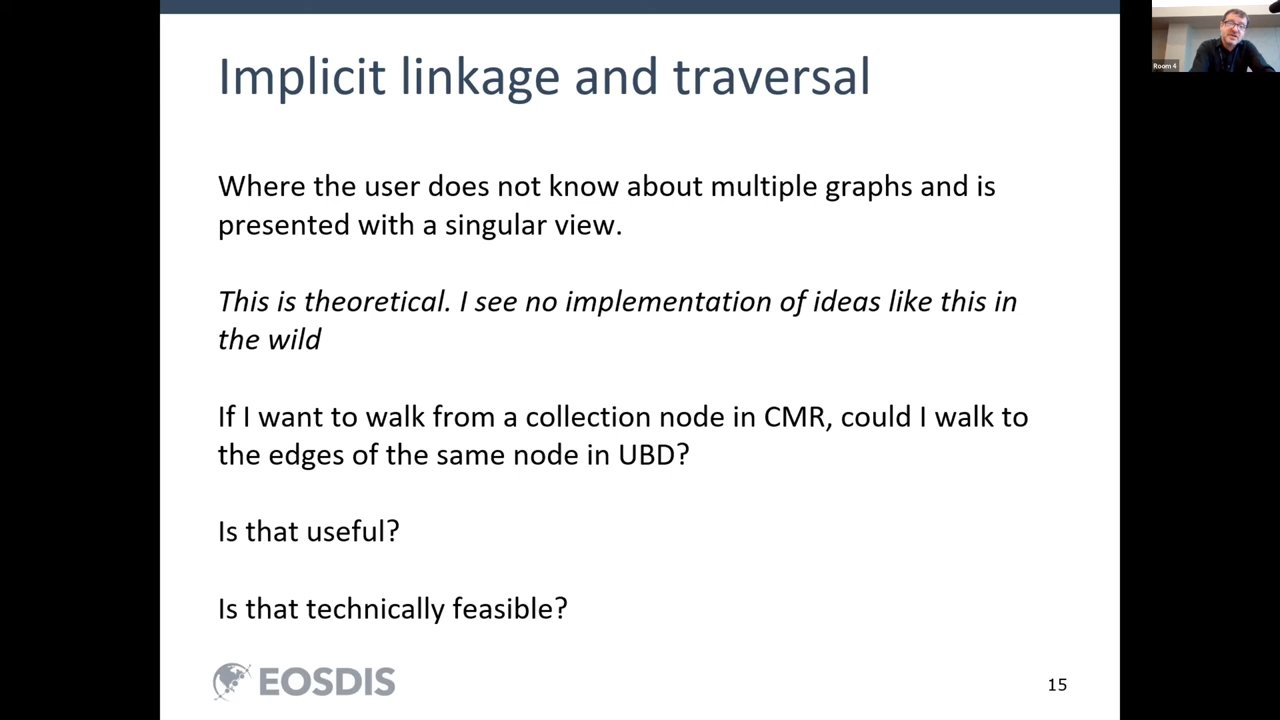 Implicit linkage and traversal
Where the user does not know about multiple graphs and is
presented with a singular view.
This is theoretical. I see no implementation of ideas like this in
the wild
If I want to walk from a collection node in CMR, could I walk to
the edges of the same node in UBD?
Is that useful?
Is that technically feasible?
EOSDIS
15
Room 4